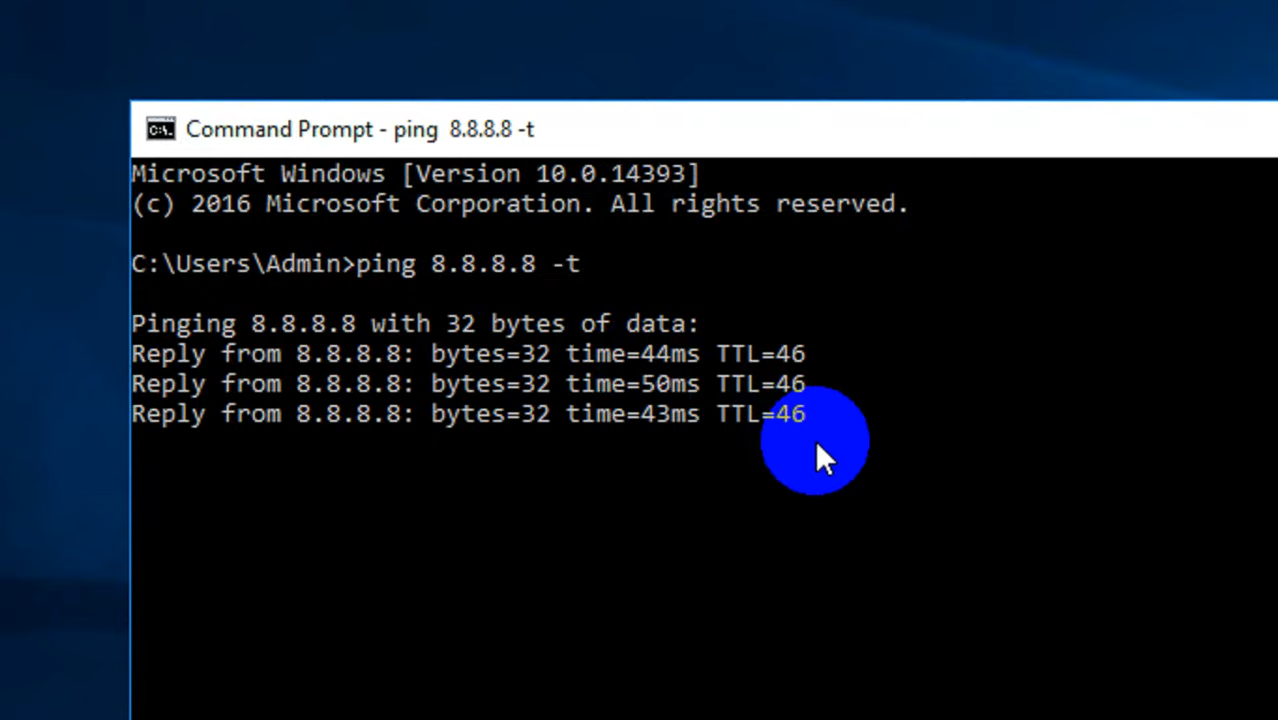 Command Prompt - ping  8.8.8.8 -t
Microsoft Windows [Version 10.0.14393]
(c) 2016 Microsoft Corporation. All rights reserved.
C:\Users\Admin>ping 8.8.8.8 -t
Pinging 8.8.8.8 with 32 bytes of data:
Reply from 8.8.8.8: bytes=32 time=44ms TTL=46
Reply from 8.8.8.8: bytes=32 time=50ms TTL=46
Reply from 8.8.8.8: bytes=32 time=43ms TTL=46